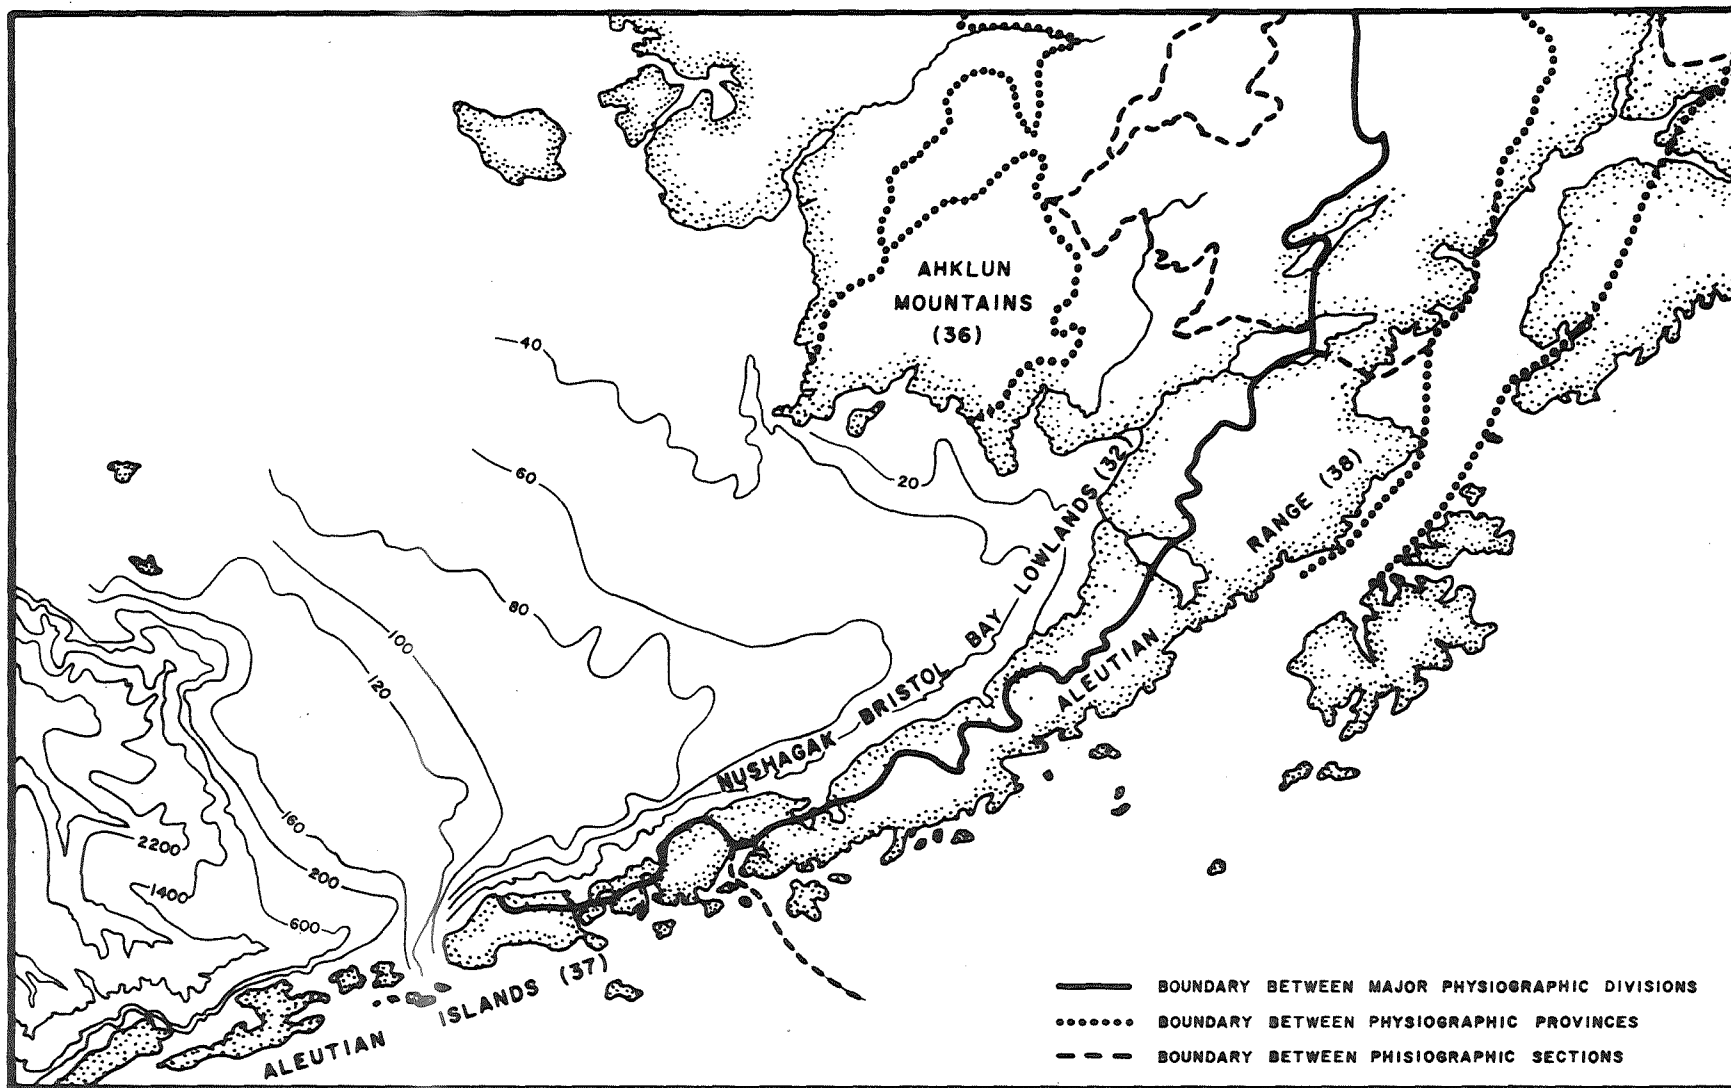 AHKLUN
MOUNTAINS
(36)
40
60
20
80
100
120
160
200
2200
1400
600
NUSHAGAK BRISTOL BAY LOWLANDS (32)
ALEUTIAN RANGE (38)
ALEUTIAN ISLANDS (37)
BOUNDARY BETWEEN MAJOR PHYSIOGRAPHIC DIVISIONS
BOUNDARY BETWEEN PHYSIOGRAPHIC PROVINCES
BOUNDARY BETWEEN PHISIOGRAPHIC SECTIONS